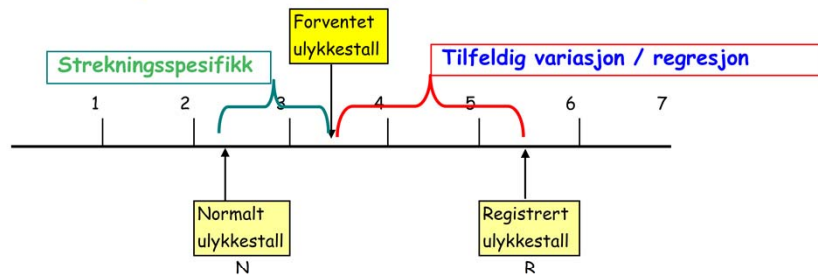 Forventet
ulykkestall
Strekningsspesifikk
Tilfeldig variasjon / regresjon
1 2 3 4 5 6 7
Normalt
ulykkestall
N
Registrert
ulykkestall
R